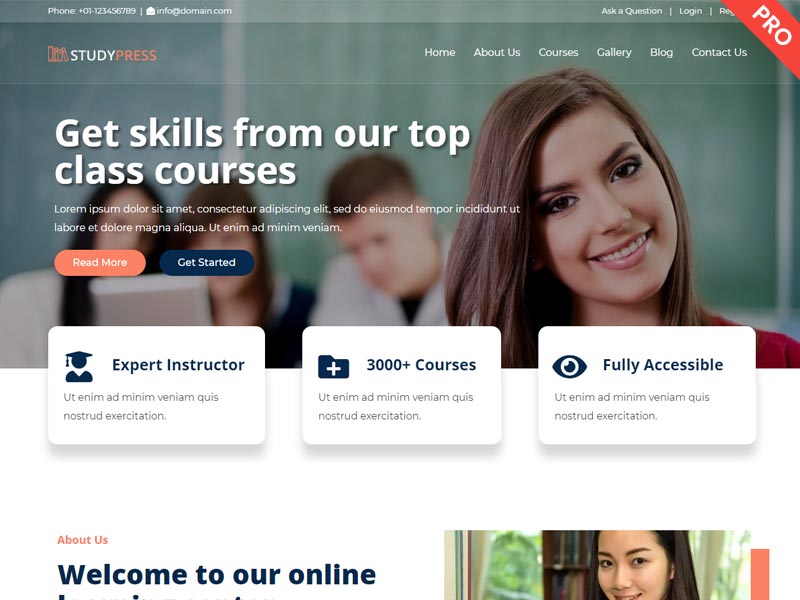 Phone: +01-123456789 | info@domain.com
Ask a Question | Login |
PRO
STUDYPRESS
Home About Us Courses Gallery Blog Contact Us
Get skills from our top
class courses
Lorem ipsum dolor sit amet, consectetur adipiscing elit, sed do eiusmod tempor incididunt ut
labore et dolore magna aliqua. Ut enim ad minim veniam.
Read More Get Started
Expert Instructor
Ut enim ad minim veniam quis
nostrud exercitation.
3000+ Courses
Ut enim ad minim veniam quis
nostrud exercitation.
Fully Accessible
Ut enim ad minim veniam quis
nostrud exercitation.
About Us
Welcome to our online